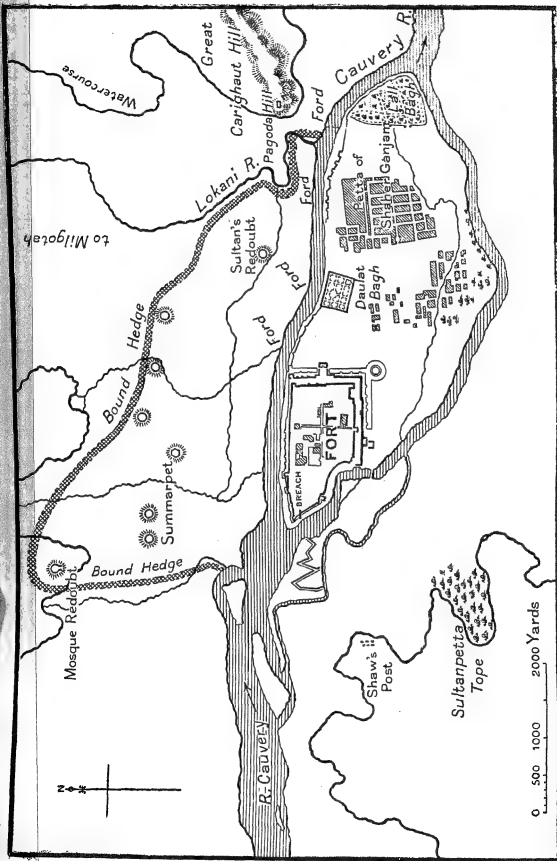 Watercourse
Great
Carighaut Hill
Pagoda Hill
Ford
Cauvery R.
Lokani R.
to Milgotah
Sultan's
Redoubt
Ford
Ford
Ford
Petta of
Shaher Ganjam
Lall
Bagh
Bound Hedge
Daulat
Bagh
Summarpet
BREACH
FORT
Mosque Redoubt
Bound Hedge
N
R. Cauvery
Shaw's
Post
Sultanpetta
Tope
0 500 1000 2000 Yards